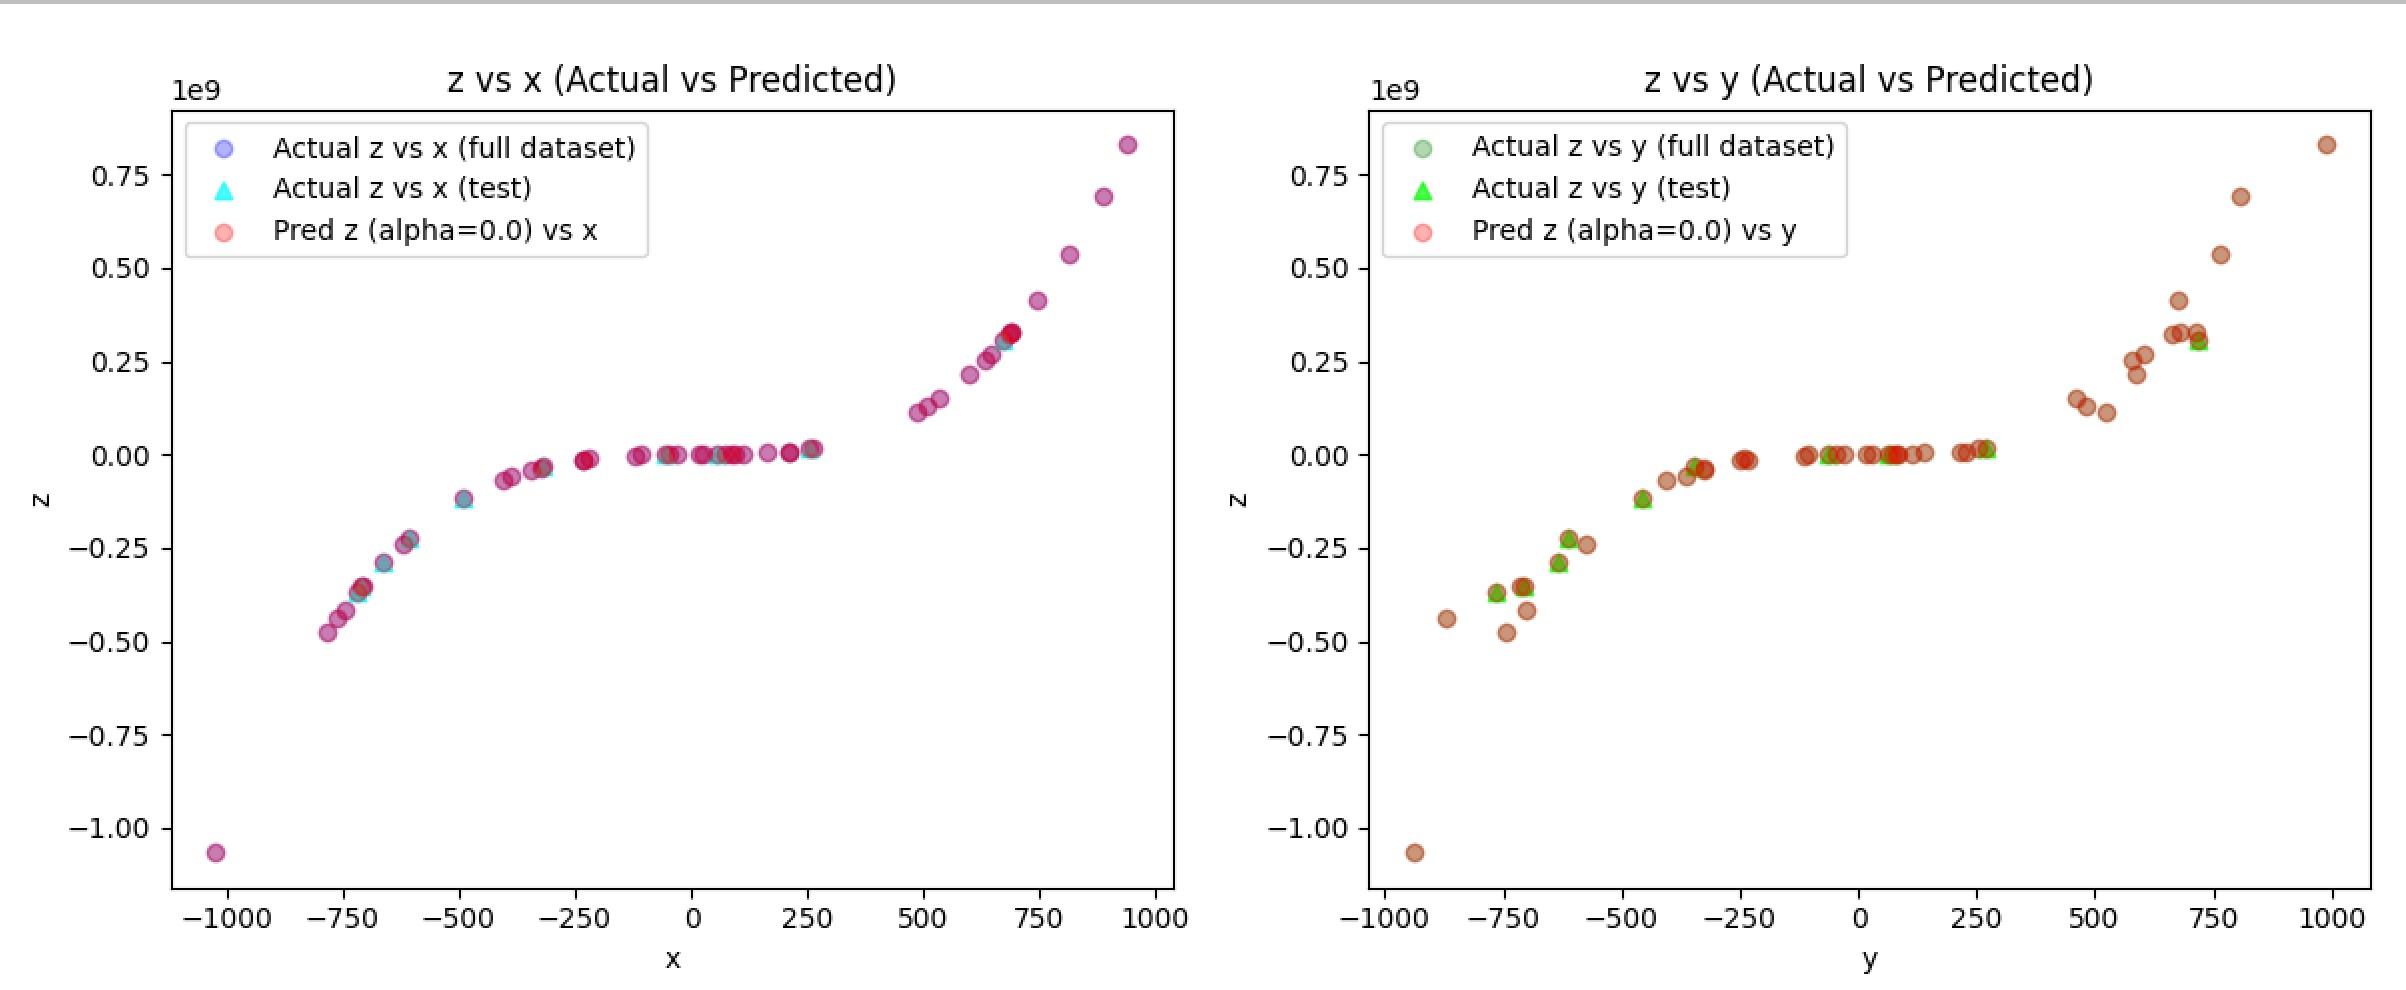 z vs x (Actual vs Predicted)
1e9
Actual z vs x (full dataset)
Actual z vs x (test)
Pred z (alpha=0.0) vs x
0.75
0.50
0.25
0.00
−0.25
−0.50
−0.75
−1.00
z
−1000 −750 −500 −250 0 250 500 750 1000
x
z vs y (Actual vs Predicted)
1e9
Actual z vs y (full dataset)
Actual z vs y (test)
Pred z (alpha=0.0) vs y
0.75
0.50
0.25
0.00
−0.25
−0.50
−0.75
−1.00
z
−1000 −750 −500 −250 0 250 500 750 1000
y